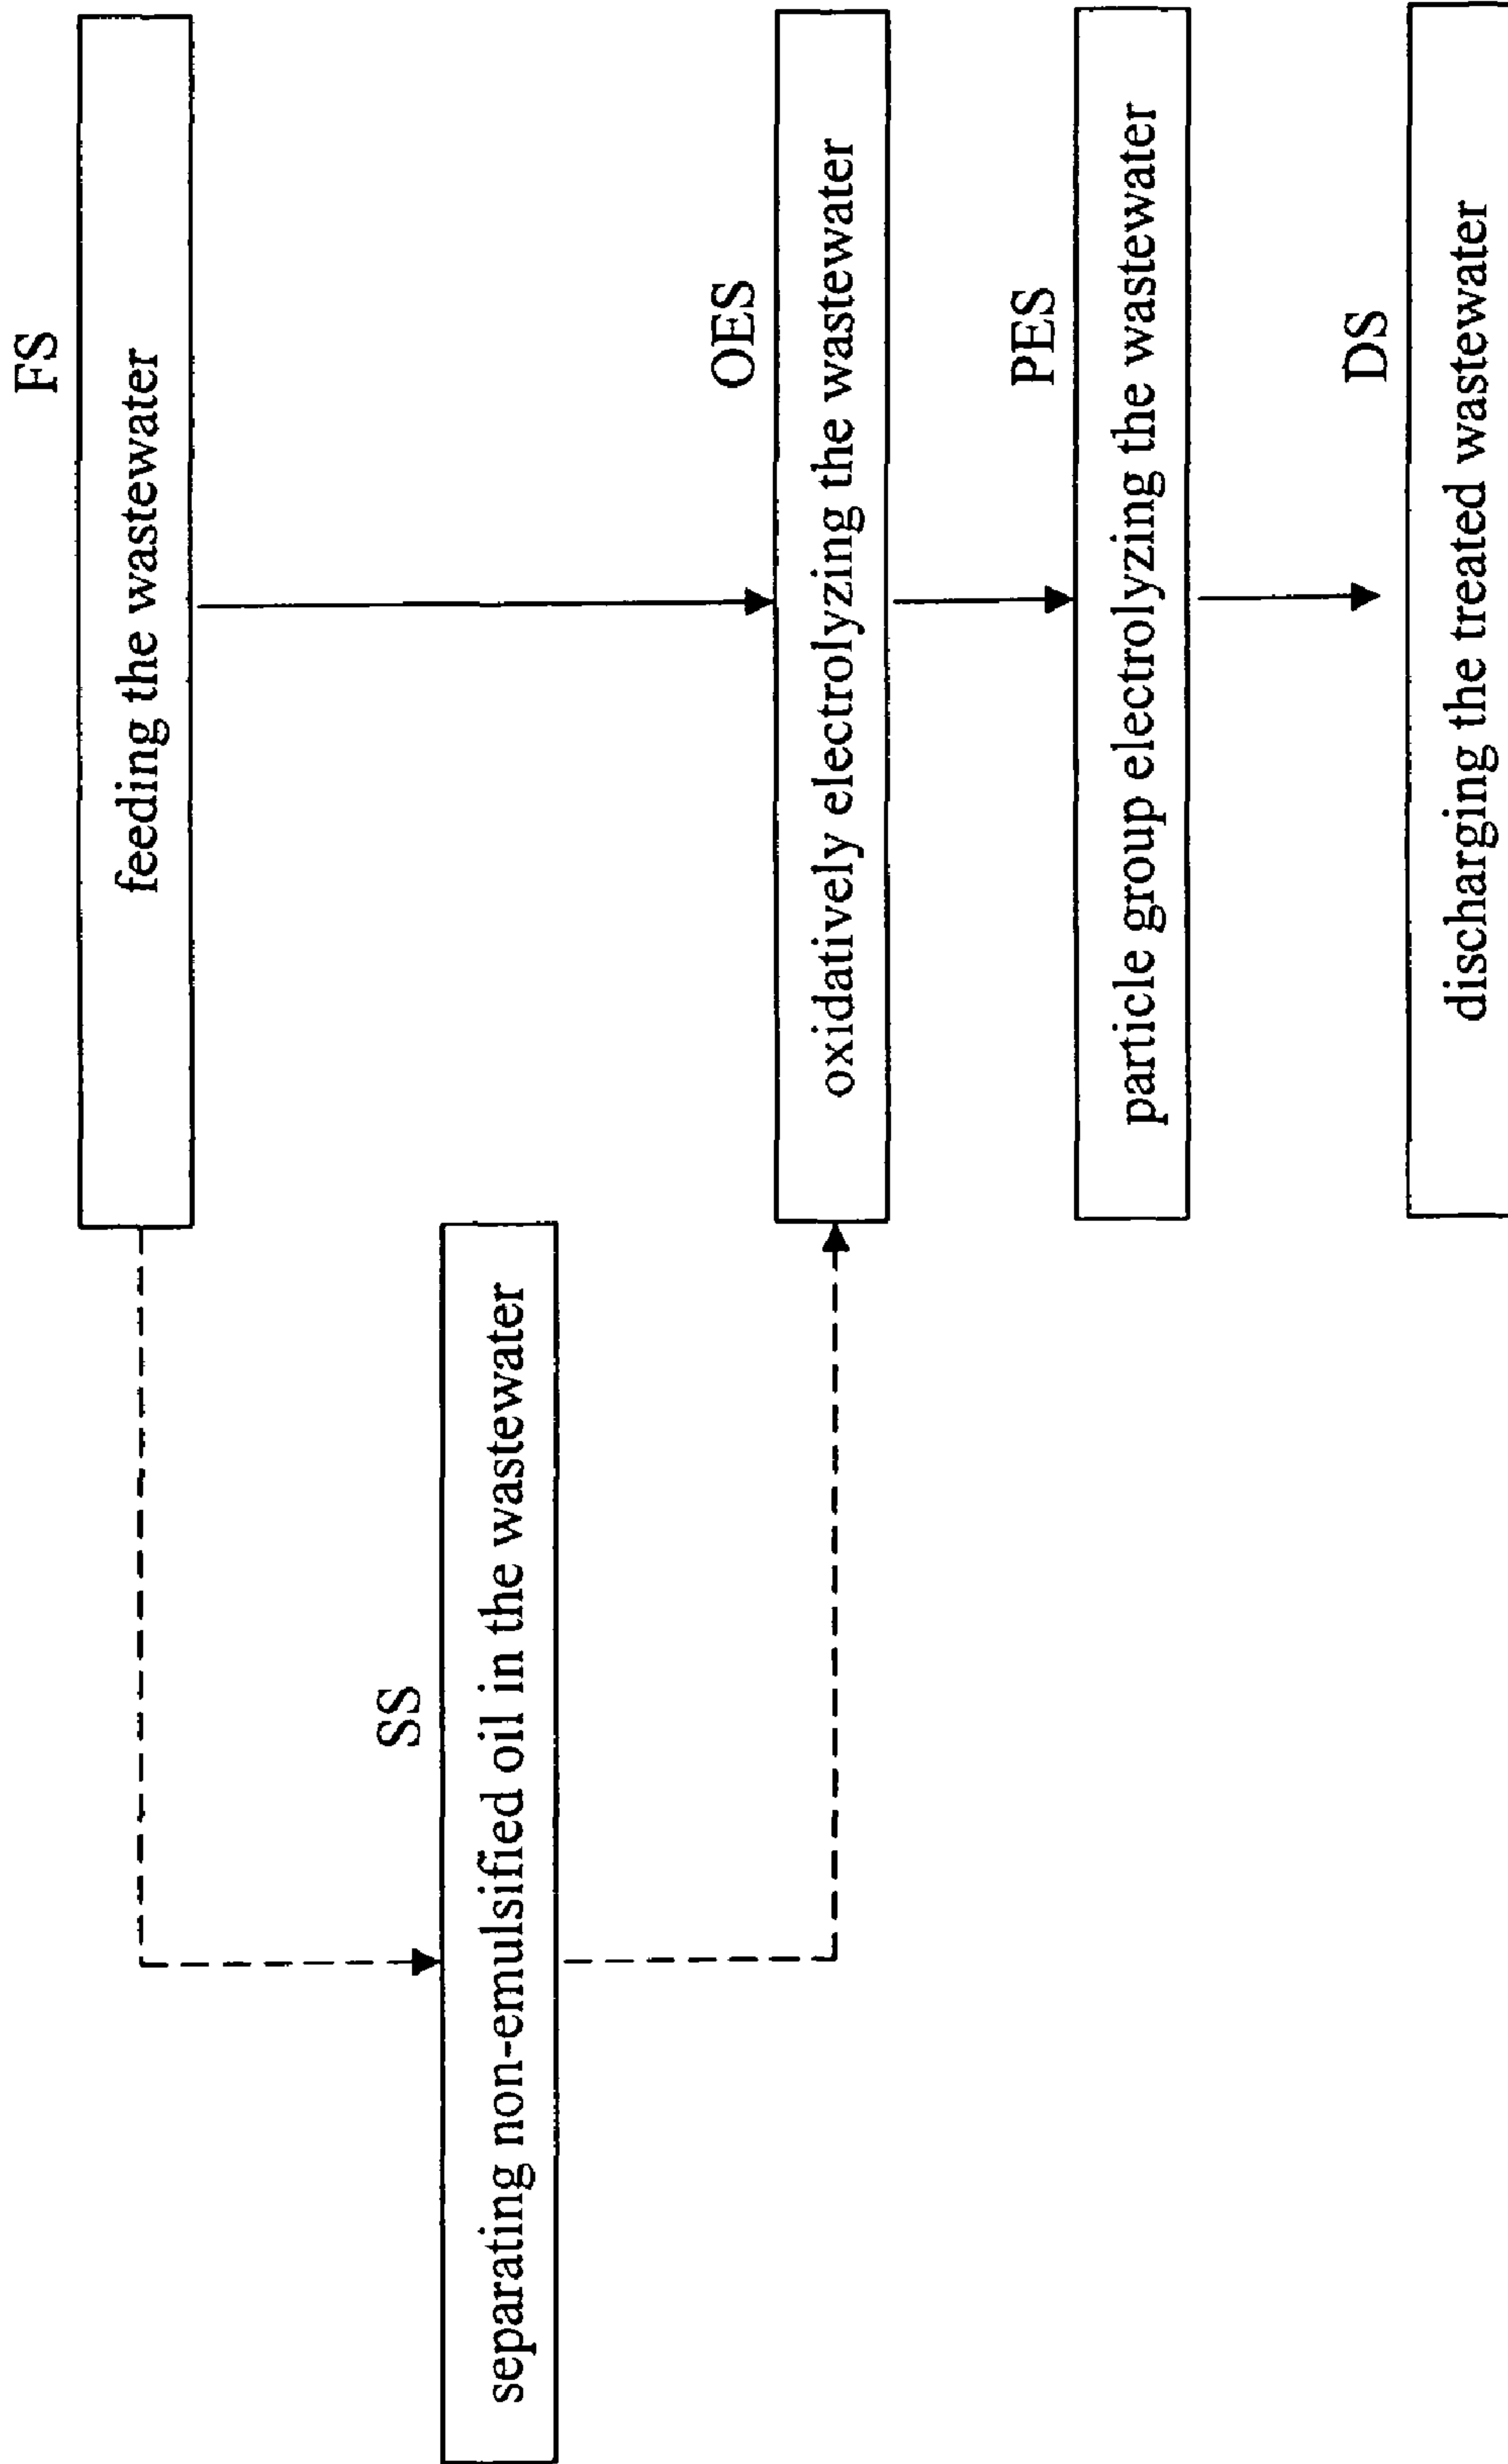 FS
feeding the wastewater
SS
separating non-emulsified oil in the wastewater
OES
oxidatively electrolyzing the wastewater
PES
particle group electrolyzing the wastewater
DS
discharging the treated wastewater